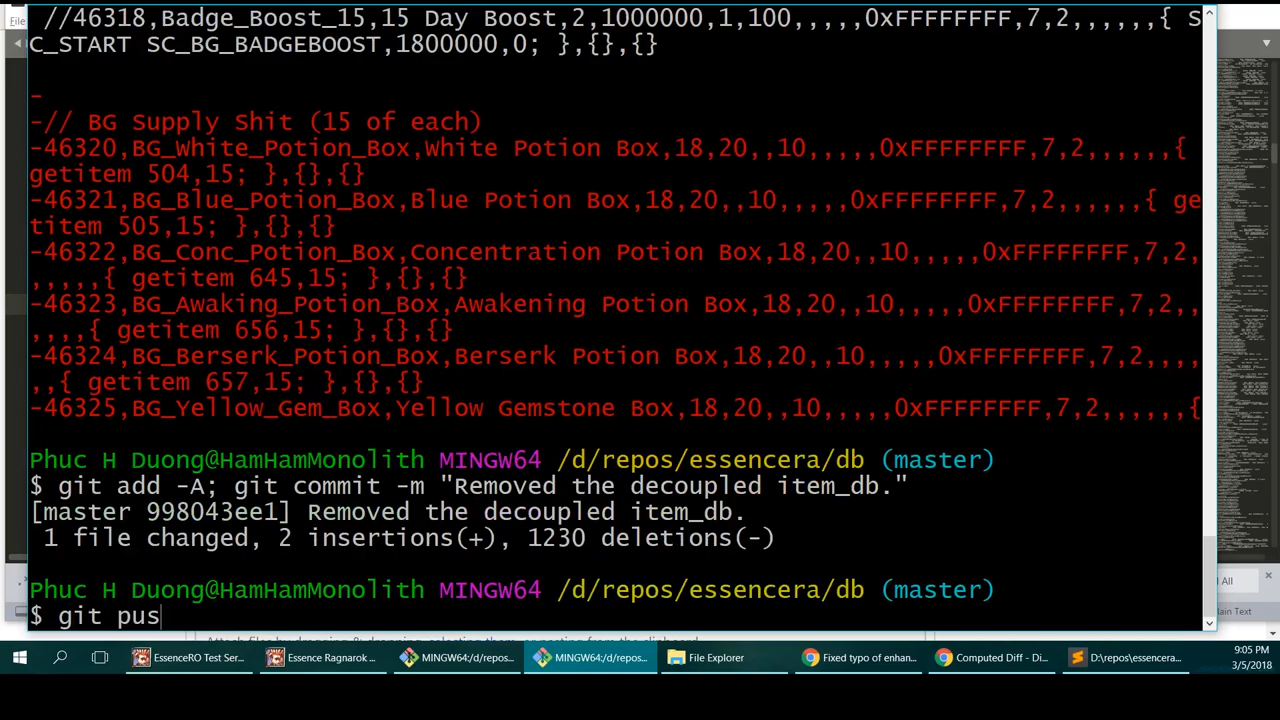 File
//46318,Badge_Boost_15,15 Day Boost,2,1000000,1,100,,,,,0xFFFFFFFF,7,2,,,,,,{ S
C_START SC_BG_BADGEBOOST,1800000,0; },{},{}
-
-// BG Supply Shit (15 of each)
-46320,BG_White_Potion_Box,White Potion Box,18,20,,10,,,,,0xFFFFFFFF,7,2,,,,,,{
getitem 504,15; },{},{}
-46321,BG_Blue_Potion_Box,Blue Potion Box,18,20,,10,,,,,0xFFFFFFFF,7,2,,,,,,{ ge
titem 505,15; },{},{}
-46322,BG_Conc_Potion_Box,Concentration Potion Box,18,20,,10,,,,,0xFFFFFFFF,7,2,
,,,,,{ getitem 645,15; },{},{}
-46323,BG_Awaking_Potion_Box,Awakening Potion Box,18,20,,10,,,,,0xFFFFFFFF,7,2,,
,,,,{ getitem 656,15; },{},{}
-46324,BG_Berserk_Potion_Box,Berserk Potion Box,18,20,,10,,,,,0xFFFFFFFF,7,2,,,,
,,{ getitem 657,15; },{},{}
-46325,BG_Yellow_Gem_Box,Yellow Gemstone Box,18,20,,10,,,,,0xFFFFFFFF,7,2,,,,,,{
Phuc H Duong@HamHamMonolith MINGW64 /d/repos/essencera/db (master)
$ git add -A; git commit -m "Removed the decoupled item_db."
[master 998043ee1] Removed the decoupled item_db.
1 file changed, 2 insertions(+), 1230 deletions(-)
Phuc H Duong@HamHamMonolith MINGW64 /d/repos/essencera/db (master)
$ git pus
All
ain Text
EssenceRO Test Ser...
Essence Ragnarok ...
MINGW64:/d/repos...
MINGW64:/d/repos...
File Explorer
Fixed typo of enhan...
Computed Diff - Di...
D:\repos\essencera...
9:05 PM
3/5/2018